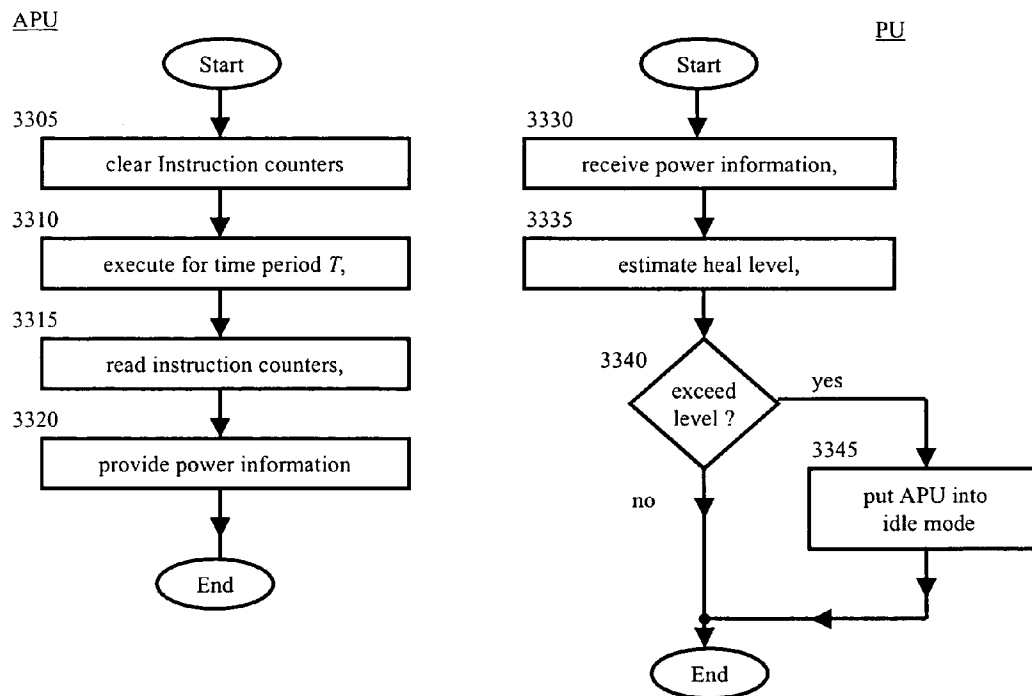 APU
Start
3305
clear Instruction counters
3310
execute for time period T,
3315
read instruction counters,
3320
provide power information
End
PU
Start
3330
receive power information,
3335
estimate heal level,
3340
exceed
level ?
yes
no
3345
put APU into
idle mode
End